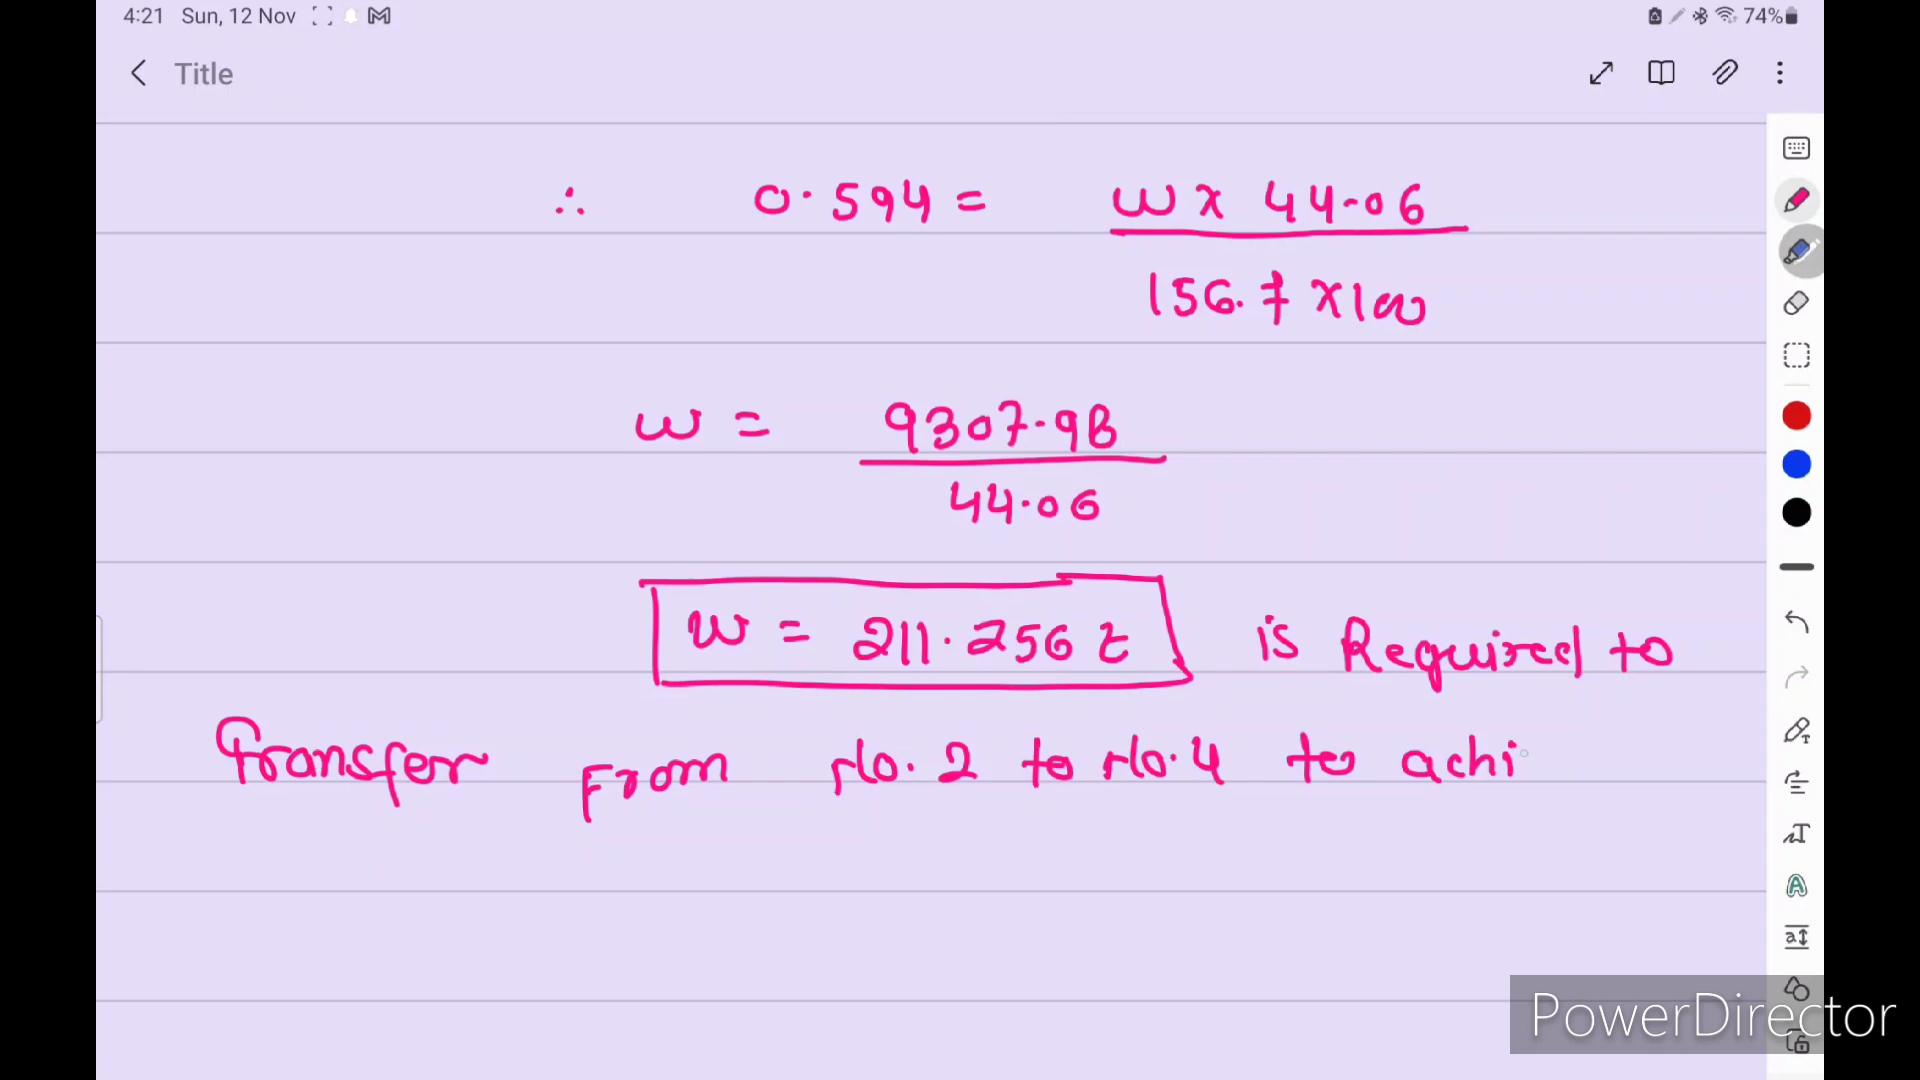 4:21 Sun, 12 Nov 74%
Title
∴ 0.594 = w x 44.06
156.7 x 100
w = 9307.98
44.06
W = 211.256 t is Required to
Transfer From No. 2 to No. 4 to achi
PowerDirector